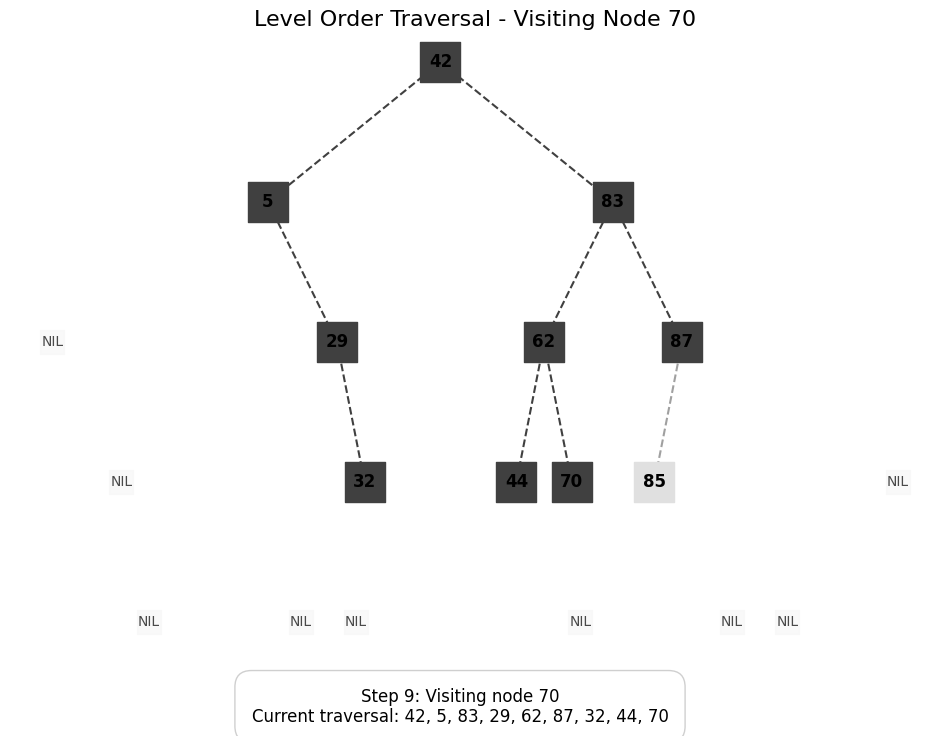 Level Order Traversal - Visiting Node 70
42
5 83
NIL 29 62 87
NIL 32 44 70 85 NIL
NIL NIL NIL NIL NIL NIL
Step 9: Visiting node 70
Current traversal: 42, 5, 83, 29, 62, 87, 32, 44, 70